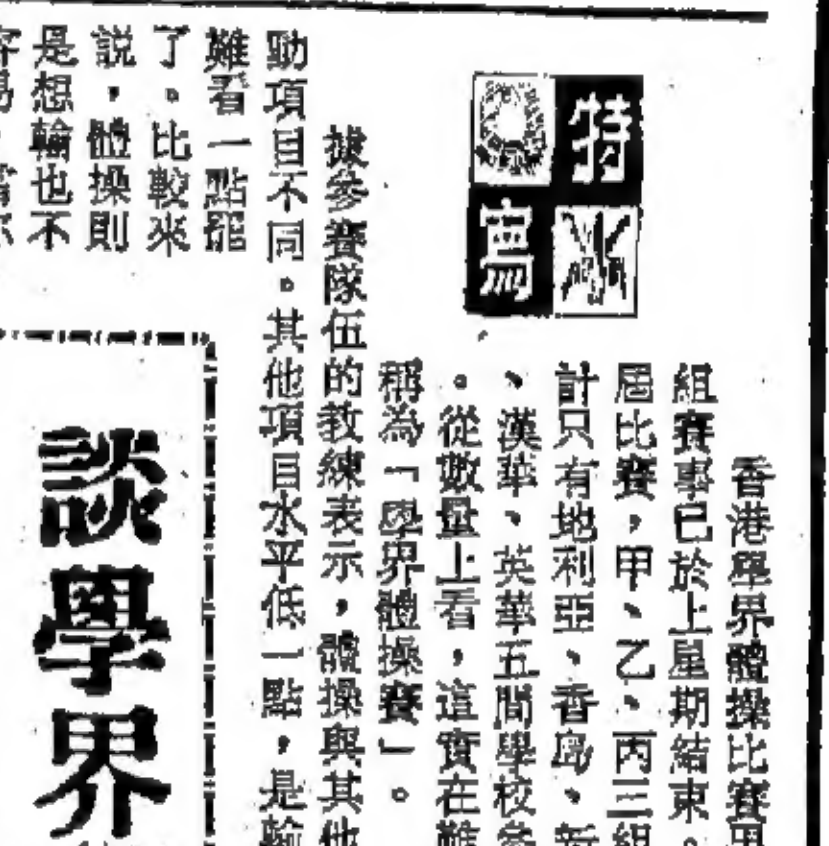 特寫
香港學界體操比賽男
組賽事已於上星期結束。
屆比賽，甲、乙、丙三組
計只有地利亞、香島、新
、漢華、英華五間學校參
。從數量上看，這實在難
稱為「學界體操賽」。
據參賽隊伍的教練表示，體操與其他
動項目不同。其他項目水平低一點，是輸
難看一點罷
了。比較來
說，體操則
是想輸也不
談學界